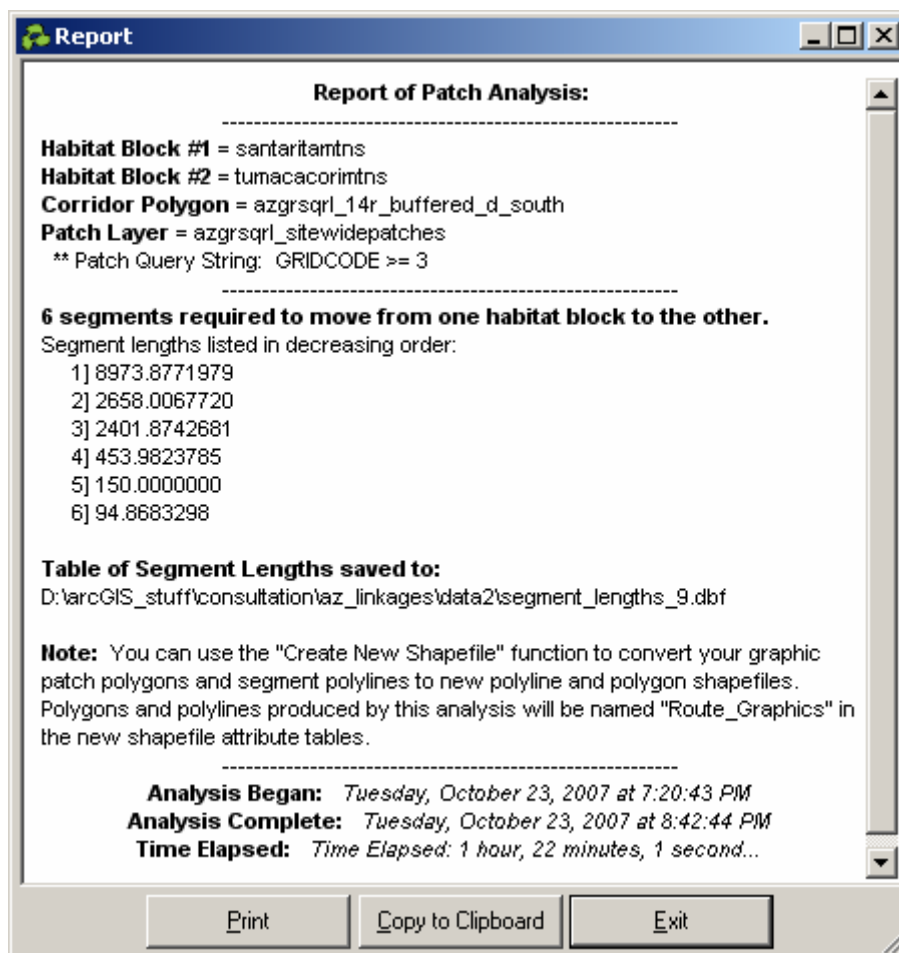 Report
Report of Patch Analysis:
---------------------------------------------------------
Habitat Block #1 = santaritamtns
Habitat Block #2 = tumacacorimtns
Corridor Polygon = azgrsqrl_14r_buffered_d_south
Patch Layer = azgrsqrl_sitewidepatches
** Patch Query String:  GRIDCODE >= 3
---------------------------------------------------------
6 segments required to move from one habitat block to the other.
Segment lengths listed in decreasing order:
1] 8973.8771979
2] 2658.0067720
3] 2401.8742681
4] 453.9823785
5] 150.0000000
6] 94.8683298
Table of Segment Lengths saved to:
D:\arcGIS_stuff\consultation\az_linkages\data2\segment_lengths_9.dbf
Note:  You can use the "Create New Shapefile" function to convert your graphic
patch polygons and segment polylines to new polyline and polygon shapefiles.
Polygons and polylines produced by this analysis will be named "Route_Graphics" in
the new shapefile attribute tables.
---------------------------------------------------------
Analysis Began:   Tuesday, October 23, 2007 at 7:20:43 PM
Analysis Complete:   Tuesday, October 23, 2007 at 8:42:44 PM
Time Elapsed:   Time Elapsed: 1 hour, 22 minutes, 1 second...
Print Copy to Clipboard Exit